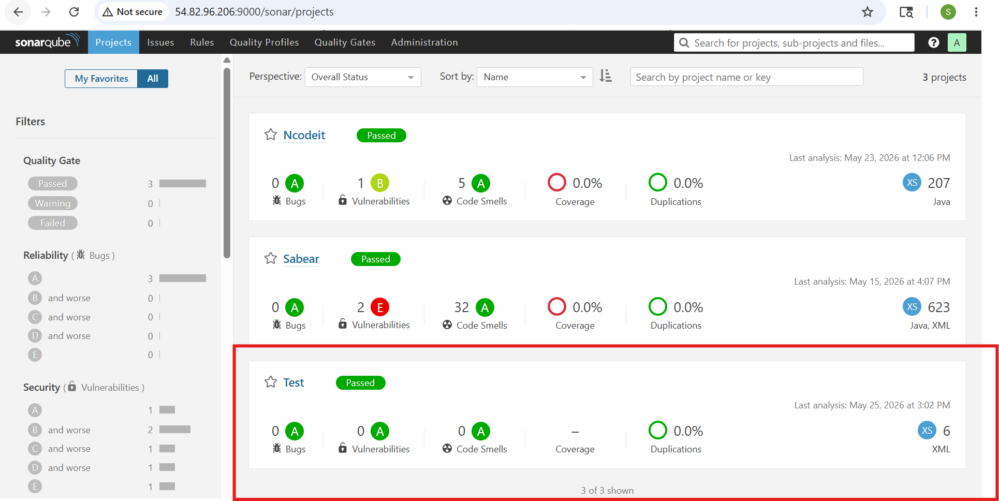 Not secure 54.82.96.206:9000/sonar/projects S
sonarqube Projects Issues Rules Quality Profiles Quality Gates Administration Search for projects, sub-projects and files... ? A
My Favorites All
Filters
Quality Gate
Passed 3
Warning 0
Failed 0
Reliability ( Bugs )
A 3
B and worse 0
C and worse 0
D and worse 0
E 0
Security ( Vulnerabilities )
A 1
B and worse 2
C and worse 1
D and worse 1
E 1
Perspective: Overall Status Sort by: Name Search by project name or key 3 projects
Ncodeit Passed
Last analysis: May 23, 2026 at 12:06 PM
0 A 1 B 5 A 0.0% 0.0% XS 207
Bugs Vulnerabilities Code Smells Coverage Duplications Java
Sabear Passed
Last analysis: May 15, 2026 at 4:07 PM
0 A 2 E 32 A 0.0% 0.0% XS 623
Bugs Vulnerabilities Code Smells Coverage Duplications Java, XML
Test Passed
Last analysis: May 25, 2026 at 3:02 PM
0 A 0 A 0 A – 0.0% XS 6
Bugs Vulnerabilities Code Smells Coverage Duplications XML
3 of 3 shown